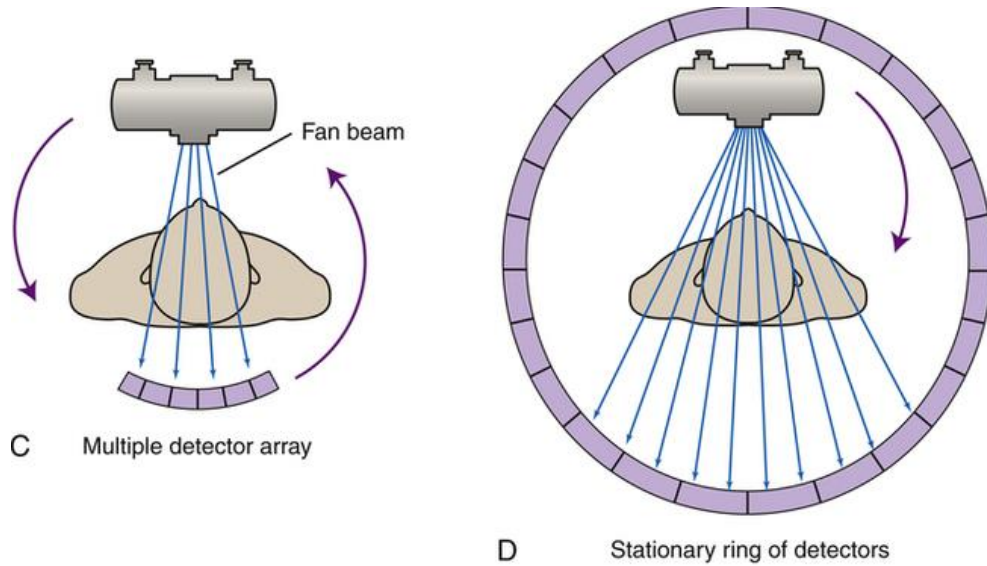 Fan beam
C Multiple detector array
D Stationary ring of detectors